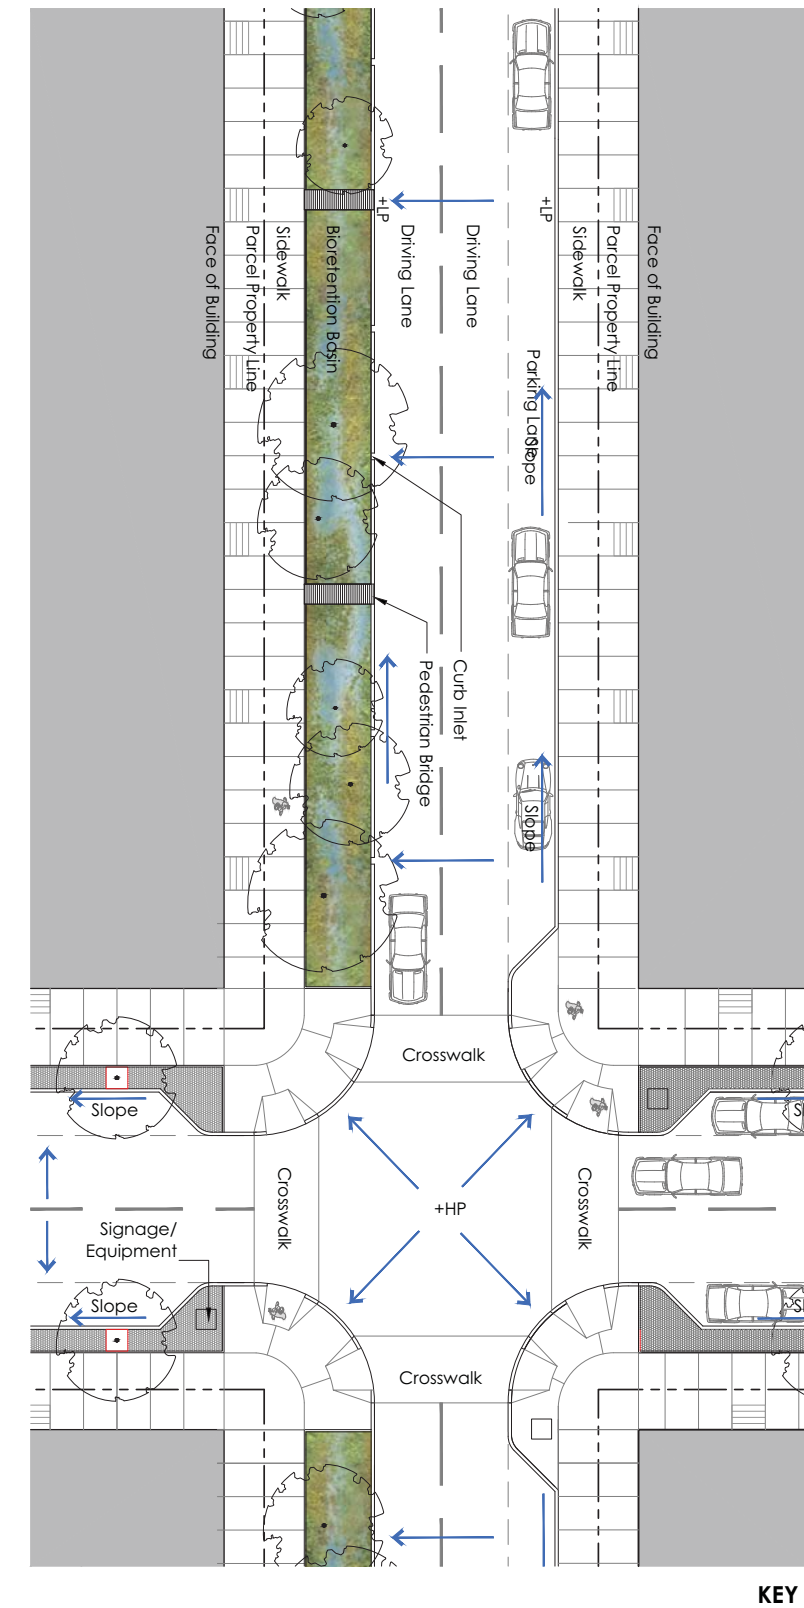 +LP
+LP
Face of Building
Parcel Property Line
Sidewalk
Bioretention Basin
Driving Lane
Driving Lane
Sidewalk
Parcel Property Line
Face of Building
Parking Lane
Slope
Curb Inlet
Pedestrian Bridge
Slope
Crosswalk
Slope
Crosswalk
Crosswalk
+HP
Signage/
Equipment
Slope
Crosswalk
KEY